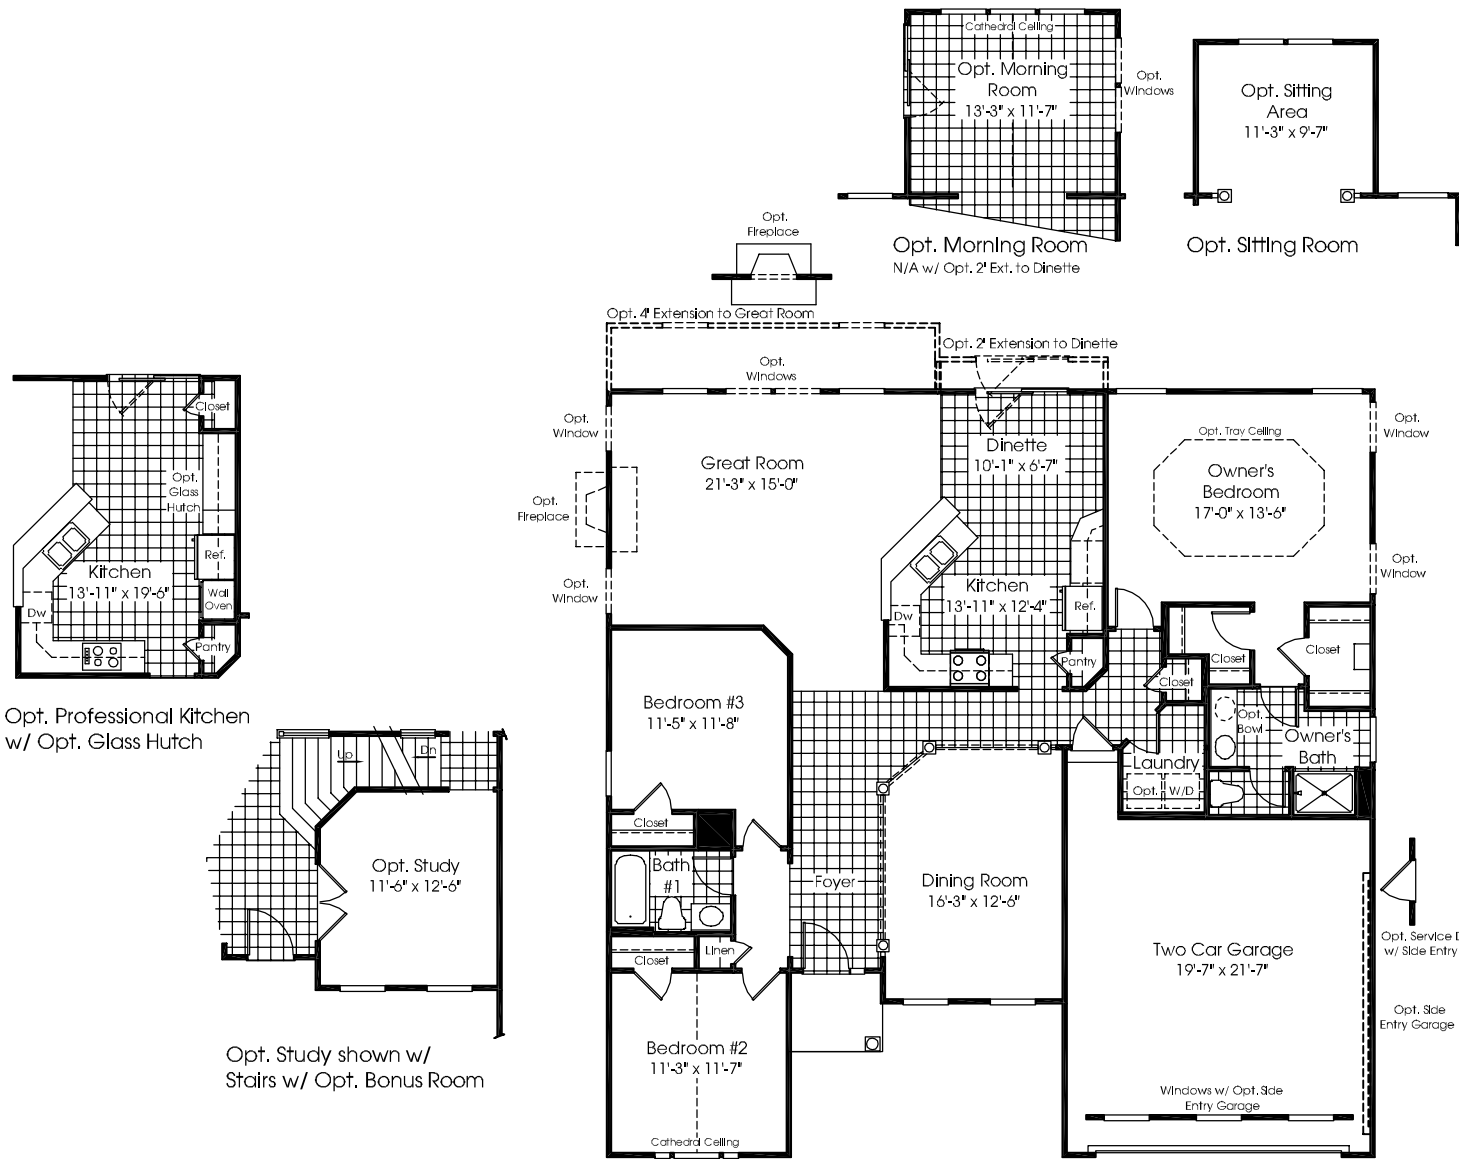 Cathedral Ceiling
Opt. Morning
Room
13'-3" x 11'-7"
Opt.
Windows
Opt. Morning Room
N/A w/ Opt. 2' Ext. to Dinette
Opt. Sitting
Area
11'-3" x 9'-7"
Opt. Sitting Room
Opt.
Fireplace
Opt. 4' Extension to Great Room
Opt. 2' Extension to Dinette
Opt.
Windows
Closet
Opt.
Glass
Hutch
Ref.
Kitchen
13'-11" x 19'-6"
Wall
Oven
Dw
Pantry
Opt. Professional Kitchen
w/ Opt. Glass Hutch
Up
Dn
Opt. Study
11'-6" x 12'-6"
Opt. Study shown w/
Stairs w/ Opt. Bonus Room
Opt.
Window
Great Room
21'-3" x 15'-0"
Opt.
Fireplace
Opt.
Window
Dinette
10'-1" x 6'-7"
Kitchen
13'-11" x 12'-4"
Ref.
Dw
Pantry
Opt. Tray Ceiling
Owner's
Bedroom
17'-0" x 13'-6"
Opt.
Window
Opt.
Window
Closet
Closet
Closet
Opt.
Bowl
Owner's
Bath
Laundry
Opt.
W/D
Bedroom #3
11'-5" x 11'-8"
Closet
Bath
#1
Foyer
Dining Room
16'-3" x 12'-6"
Closet
Linen
Bedroom #2
11'-3" x 11'-7"
Cathedral Ceiling
Two Car Garage
19'-7" x 21'-7"
Windows w/ Opt. Side
Entry Garage
Opt. Service D
w/ Side Entry
Opt. Side
Entry Garage